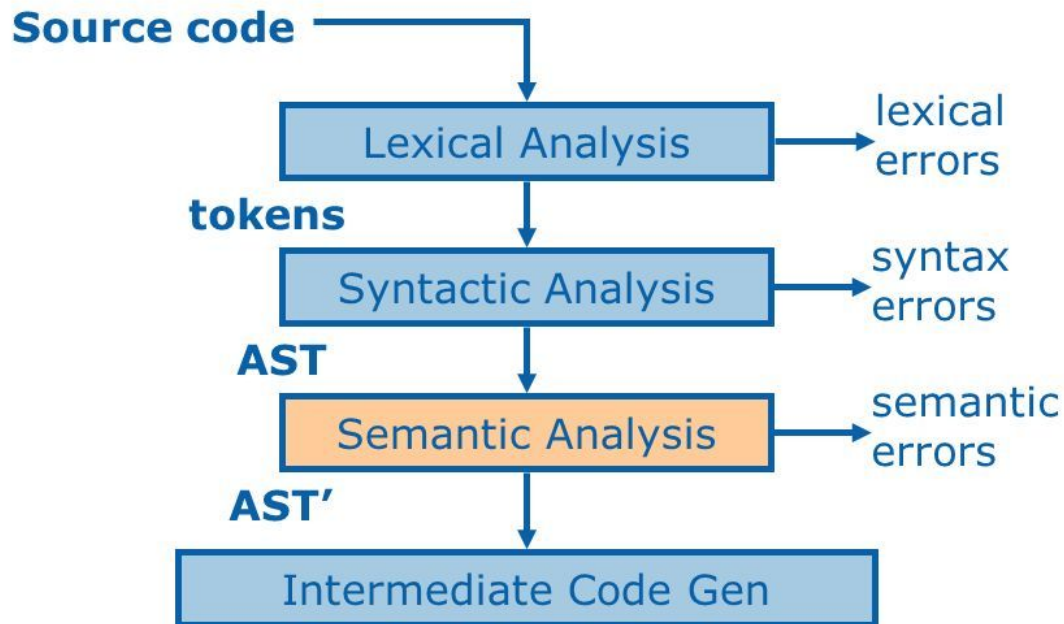 Source code
Lexical Analysis
lexical
errors
tokens
Syntactic Analysis
syntax
errors
AST
Semantic Analysis
semantic
errors
AST’
Intermediate Code Gen